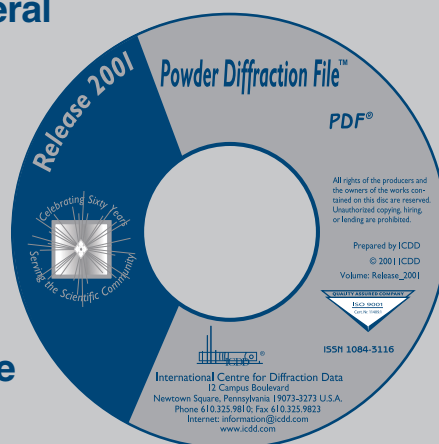 eral
Release 2001
Powder Diffraction File™
PDF®
All rights of the producers and
the owners of the works con-
tained on this disc are reserved.
Unauthorized copying, hiring,
or lending are prohibited.
Celebrating Sixty Years
Serving the Scientific Community
Prepared by ICDD
© 2001 ICDD
Volume: Release_2001
QUALITY ASSURED COMPANY
ISO 9001
ISSN 1084-3116
e
ICDD®
International Centre for Diffraction Data
12 Campus Boulevard
Newtown Square, Pennsylvania 19073-3273 U.S.A.
Phone 610.325.9810; Fax 610.325.9823
Internet: information@icdd.com
www.icdd.com